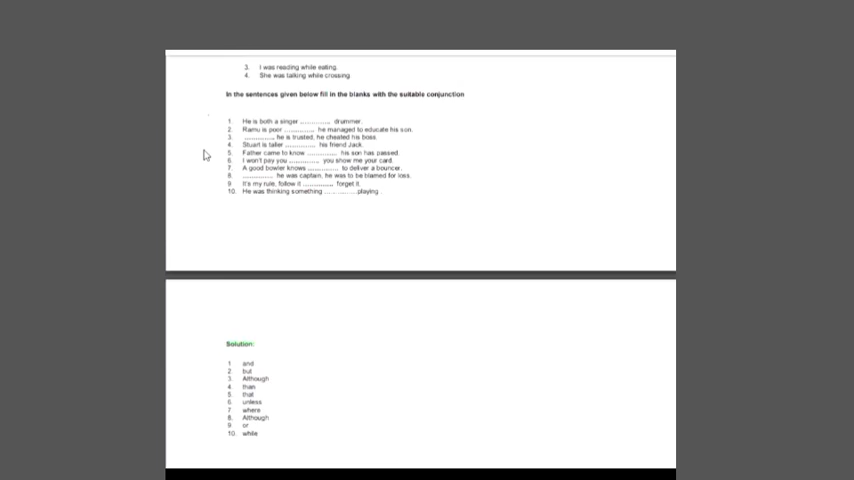 3. I was reading while eating.
4. She was talking while crossing
In the sentences given below fill in the blanks with the suitable conjunction
1. He is both a singer ............ drummer.
2. Ramu is poor ............. he managed to educate his son.
3. ............. he is trusted, he cheated his boss.
4. Stuart is taller ............. his friend Jack.
5. Father came to know ............. his son has passed.
6. I won't pay you ............. you show me your card.
7. A good bowler knows ............. to deliver a bouncer.
8. ............. he was captain, he was to be blamed for loss.
9. It's my rule, follow it ............. forget it.
10. He was thinking something ............. playing
Solution:
1 and
2 but
3. Although
4. than
5. that
6 unless
7 where
8. Although
9 or
10. while